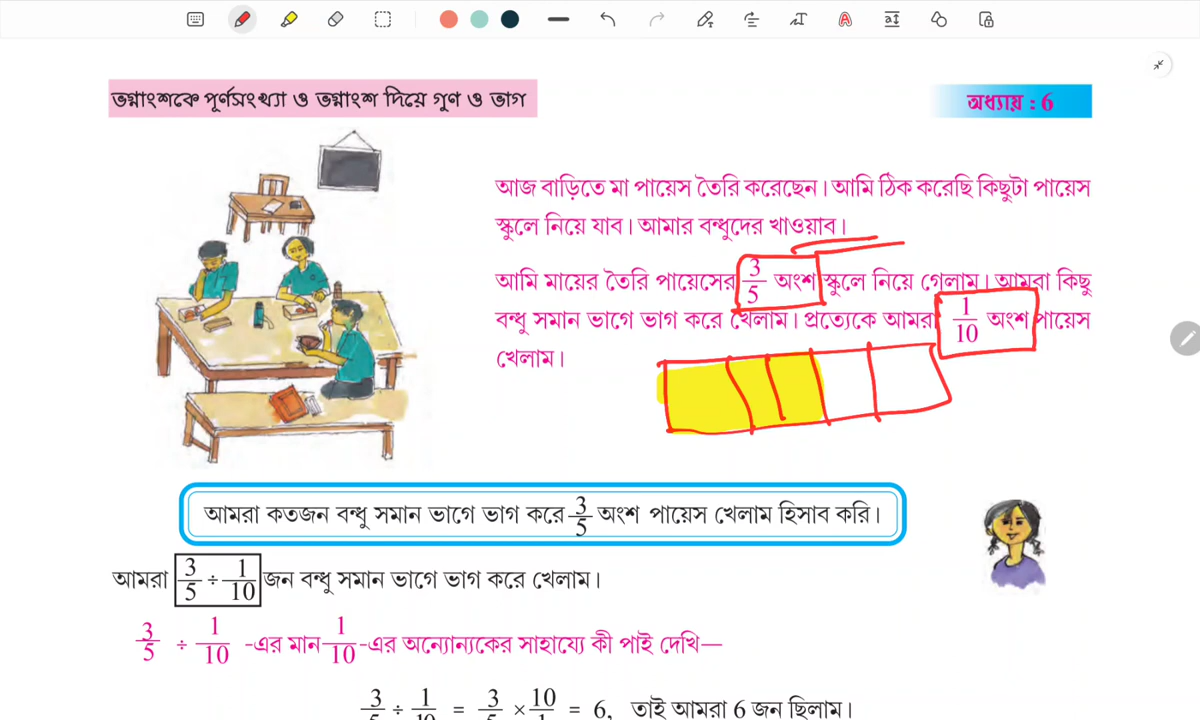 ভগ্নাংশকে পূর্ণসংখ্যা ও ভগ্নাংশ দিয়ে গুণ ও ভাগ
অধ্যায় : 6
আজ বাড়িতে মা পায়েস তৈরি করেছেন। আমি ঠিক করেছি কিছুটা পায়েস
স্কুলে নিয়ে যাব। আমার বন্ধুদের খাওয়াব।
আমি মায়ের তৈরি পায়েসের 3/5 অংশ স্কুলে নিয়ে গেলাম। আমরা কিছু
বন্ধু সমান ভাগে ভাগ করে খেলাম। প্রত্যেকে আমরা 1/10 অংশ পায়েস
খেলাম।
আমরা কতজন বন্ধু সমান ভাগে ভাগ করে 3/5 অংশ পায়েস খেলাম হিসাব করি।
আমরা 3/5 ÷ 1/10 জন বন্ধু সমান ভাগে ভাগ করে খেলাম।
3/5 ÷ 1/10 -এর মান 1/10 -এর অন্যোন্যকের সাহায্যে কী পাই দেখি—
3/5 ÷ 1/10 = 3/5 × 10/1 = 6, তাই আমরা 6 জন ছিলাম।